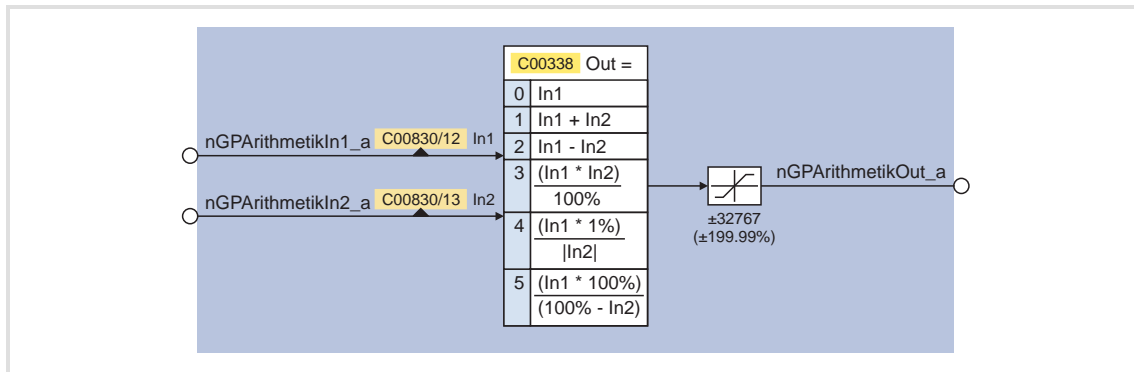 C00338 Out =
0 In1
1 In1 + In2
2 In1 - In2
3 (In1 * In2)
100%
4 (In1 * 1%)
|In2|
5 (In1 * 100%)
(100% - In2)
nGPArithmetikIn1_a C00830/12 In1
nGPArithmetikIn2_a C00830/13 In2
nGPArithmetikOut_a
±32767
(±199.99%)